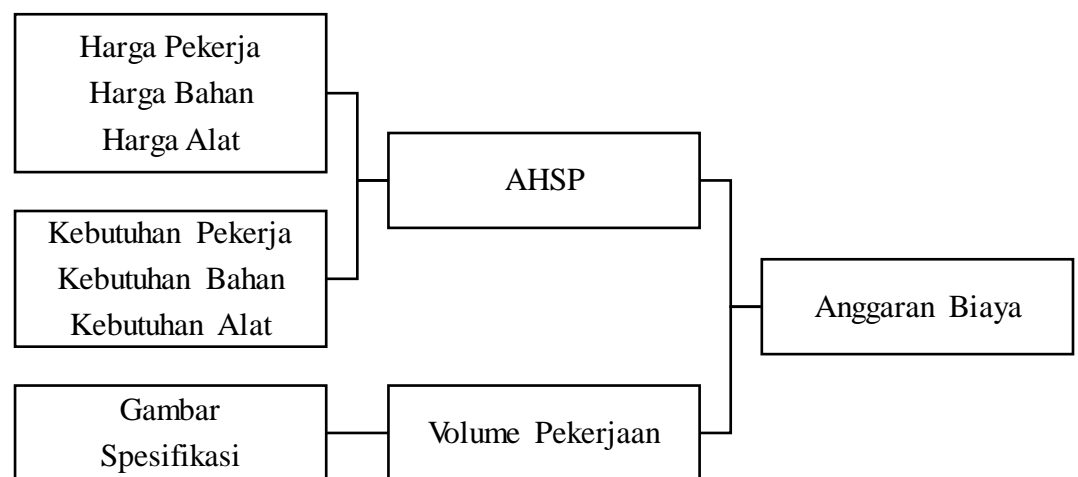 Harga Pekerja
Harga Bahan
Harga Alat
AHSP
Kebutuhan Pekerja
Kebutuhan Bahan
Kebutuhan Alat
Anggaran Biaya
Gambar
Spesifikasi
Volume Pekerjaan